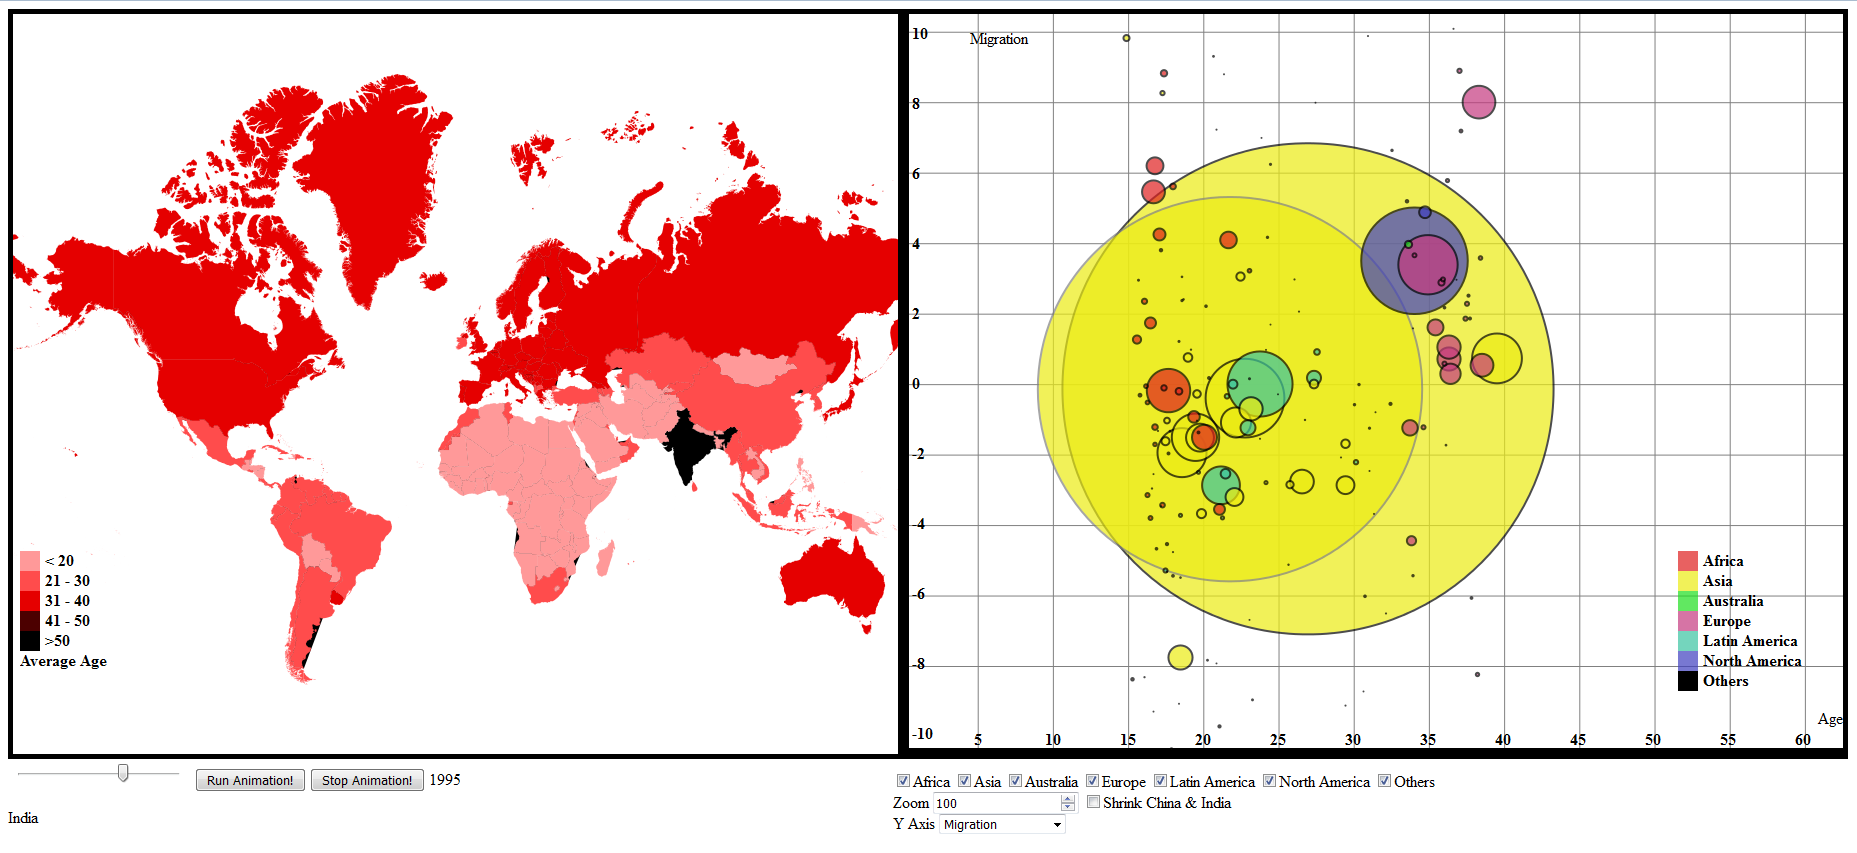 < 20
21 - 30
31 - 40
41 - 50
>50
Average Age
Migration
10
8
6
4
2
0
-2
-4
-6
-8
-10
5 10 15 20 25 30 35 40 45 50 55 60
Age
Africa
Asia
Australia
Europe
Latin America
North America
Others
Run Animation! Stop Animation! 1995
India
Africa Asia Australia Europe Latin America North America Others
Zoom 100 Shrink China & India
Y Axis Migration